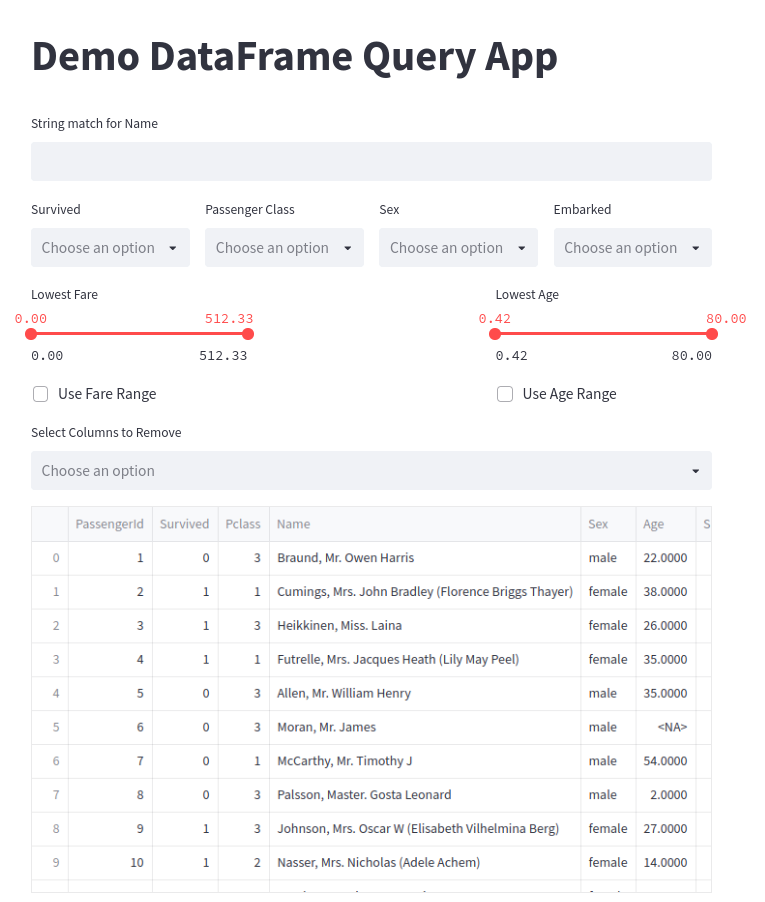 Demo DataFrame Query App
String match for Name
Survived Passenger Class Sex Embarked
Choose an option Choose an option Choose an option Choose an option
Lowest Fare Lowest Age
0.00 512.33 0.42 80.00
0.00 512.33 0.42 80.00
Use Fare Range Use Age Range
Select Columns to Remove
Choose an option
PassengerId Survived Pclass Name Sex Age S
0 1 0 3 Braund, Mr. Owen Harris male 22.0000
1 2 1 1 Cumings, Mrs. John Bradley (Florence Briggs Thayer) female 38.0000
2 3 1 3 Heikkinen, Miss. Laina female 26.0000
3 4 1 1 Futrelle, Mrs. Jacques Heath (Lily May Peel) female 35.0000
4 5 0 3 Allen, Mr. William Henry male 35.0000
5 6 0 3 Moran, Mr. James male <NA>
6 7 0 1 McCarthy, Mr. Timothy J male 54.0000
7 8 0 3 Palsson, Master. Gosta Leonard male 2.0000
8 9 1 3 Johnson, Mrs. Oscar W (Elisabeth Vilhelmina Berg) female 27.0000
9 10 1 2 Nasser, Mrs. Nicholas (Adele Achem) female 14.0000